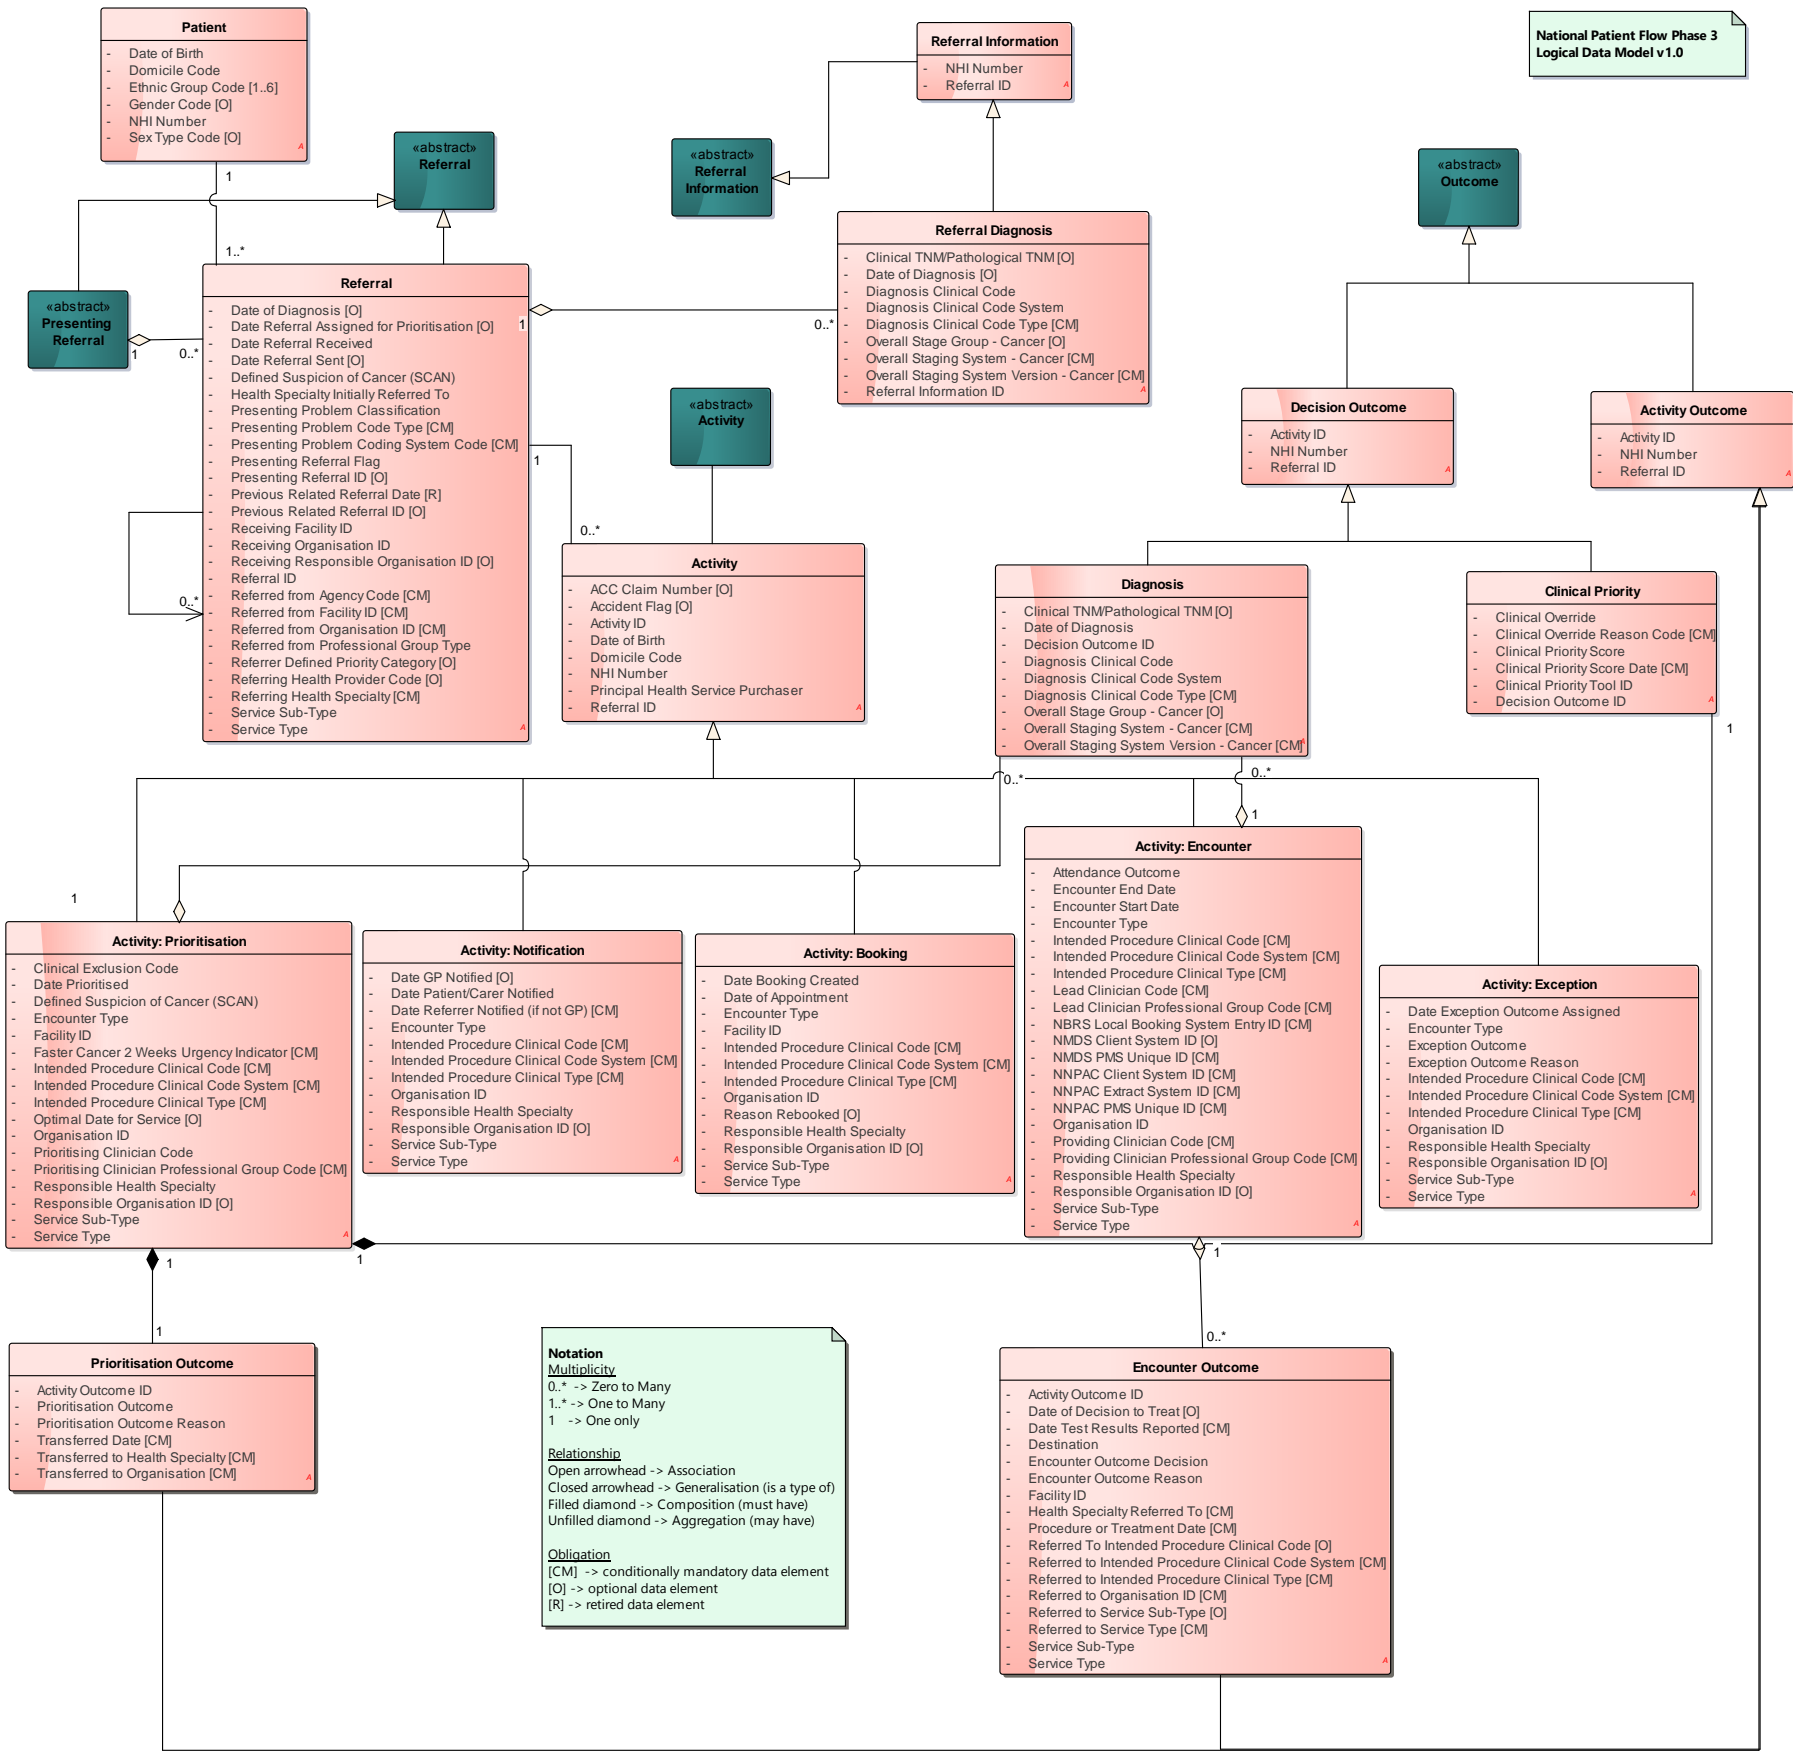 Patient
- Date of Birth
- Domicile Code
- Ethnic Group Code [1..6]
- Gender Code [O]
- NHI Number
- Sex Type Code [O]
A
1
1..*
«abstract»
Referral
Referral Information
- NHI Number
- Referral ID
A
«abstract»
Referral
Information
National Patient Flow Phase 3
Logical Data Model v1.0
«abstract»
Outcome
«abstract»
Presenting
Referral
1
0..*
Referral
- Date of Diagnosis [O]
- Date Referral Assigned for Prioritisation [O]
- Date Referral Received
- Date Referral Sent [O]
- Defined Suspicion of Cancer (SCAN)
- Health Specialty Initially Referred To
- Presenting Problem Classification
- Presenting Problem Code Type [CM]
- Presenting Problem Coding System Code [CM]
- Presenting Referral Flag
- Presenting Referral ID [O]
- Previous Related Referral Date [R]
- Previous Related Referral ID [O]
- Receiving Facility ID
- Receiving Organisation ID
- Receiving Responsible Organisation ID [O]
- Referral ID
- Referred from Agency Code [CM]
- Referred from Facility ID [CM]
- Referred from Organisation ID [CM]
- Referred from Professional Group Type
- Referrer Defined Priority Category [O]
- Referring Health Provider Code [O]
- Referring Health Specialty [CM]
- Service Sub-Type
- Service Type
A
0..*
1
0..*
1
0..*
Referral Diagnosis
- Clinical TNM/Pathological TNM [O]
- Date of Diagnosis [O]
- Diagnosis Clinical Code
- Diagnosis Clinical Code System
- Diagnosis Clinical Code Type [CM]
- Overall Stage Group - Cancer [O]
- Overall Staging System - Cancer [CM]
- Overall Staging System Version - Cancer [CM]
- Referral Information ID
A
«abstract»
Activity
Decision Outcome
- Activity ID
- NHI Number
- Referral ID
A
Activity Outcome
- Activity ID
- NHI Number
- Referral ID
A
Activity
- ACC Claim Number [O]
- Accident Flag [O]
- Activity ID
- Date of Birth
- Domicile Code
- NHI Number
- Principal Health Service Purchaser
- Referral ID
A
Diagnosis
- Clinical TNM/Pathological TNM [O]
- Date of Diagnosis
- Decision Outcome ID
- Diagnosis Clinical Code
- Diagnosis Clinical Code System
- Diagnosis Clinical Code Type [CM]
- Overall Stage Group - Cancer [O]
- Overall Staging System - Cancer [CM]
- Overall Staging System Version - Cancer [CM]
A
Clinical Priority
- Clinical Override
- Clinical Override Reason Code [CM]
- Clinical Priority Score
- Clinical Priority Score Date [CM]
- Clinical Priority Tool ID
- Decision Outcome ID
A
1
0..*
0..*
1
1
Activity: Prioritisation
- Clinical Exclusion Code
- Date Prioritised
- Defined Suspicion of Cancer (SCAN)
- Encounter Type
- Facility ID
- Faster Cancer 2 Weeks Urgency Indicator [CM]
- Intended Procedure Clinical Code [CM]
- Intended Procedure Clinical Code System [CM]
- Intended Procedure Clinical Type [CM]
- Optimal Date for Service [O]
- Organisation ID
- Prioritising Clinician Code
- Prioritising Clinician Professional Group Code [CM]
- Responsible Health Specialty
- Responsible Organisation ID [O]
- Service Sub-Type
- Service Type
A
Activity: Notification
- Date GP Notified [O]
- Date Patient/Carer Notified
- Date Referrer Notified (if not GP) [CM]
- Encounter Type
- Intended Procedure Clinical Code [CM]
- Intended Procedure Clinical Code System [CM]
- Intended Procedure Clinical Type [CM]
- Organisation ID
- Responsible Health Specialty
- Responsible Organisation ID [O]
- Service Sub-Type
- Service Type
A
Activity: Booking
- Date Booking Created
- Date of Appointment
- Encounter Type
- Facility ID
- Intended Procedure Clinical Code [CM]
- Intended Procedure Clinical Code System [CM]
- Intended Procedure Clinical Type [CM]
- Organisation ID
- Reason Rebooked [O]
- Responsible Health Specialty
- Responsible Organisation ID [O]
- Service Sub-Type
- Service Type
A
Activity: Encounter
- Attendance Outcome
- Encounter End Date
- Encounter Start Date
- Encounter Type
- Intended Procedure Clinical Code [CM]
- Intended Procedure Clinical Code System [CM]
- Intended Procedure Clinical Type [CM]
- Lead Clinician Code [CM]
- Lead Clinician Professional Group Code [CM]
- NBRS Local Booking System Entry ID [CM]
- NMDS Client System ID [O]
- NMDS PMS Unique ID [CM]
- NNPAC Client System ID [CM]
- NNPAC Extract System ID [CM]
- NNPAC PMS Unique ID [CM]
- Organisation ID
- Providing Clinician Code [CM]
- Providing Clinician Professional Group Code [CM]
- Responsible Health Specialty
- Responsible Organisation ID [O]
- Service Sub-Type
- Service Type
A
Activity: Exception
- Date Exception Outcome Assigned
- Encounter Type
- Exception Outcome
- Exception Outcome Reason
- Intended Procedure Clinical Code [CM]
- Intended Procedure Clinical Code System [CM]
- Intended Procedure Clinical Type [CM]
- Organisation ID
- Responsible Health Specialty
- Responsible Organisation ID [O]
- Service Sub-Type
- Service Type
A
1
1
1
1
0..*
Prioritisation Outcome
- Activity Outcome ID
- Prioritisation Outcome
- Prioritisation Outcome Reason
- Transferred Date [CM]
- Transferred to Health Specialty [CM]
- Transferred to Organisation [CM]
A
Notation
Multiplicity
0..* -> Zero to Many
1..* -> One to Many
1 -> One only
Relationship
Open arrowhead -> Association
Closed arrowhead -> Generalisation (is a type of)
Filled diamond -> Composition (must have)
Unfilled diamond -> Aggregation (may have)
Obligation
[CM] -> conditionally mandatory data element
[O] -> optional data element
[R] -> retired data element
Encounter Outcome
- Activity Outcome ID
- Date of Decision to Treat [O]
- Date Test Results Reported [CM]
- Destination
- Encounter Outcome Decision
- Encounter Outcome Reason
- Facility ID
- Health Specialty Referred To [CM]
- Procedure or Treatment Date [CM]
- Referred To Intended Procedure Clinical Code [O]
- Referred to Intended Procedure Clinical Code System [CM]
- Referred to Intended Procedure Clinical Type [CM]
- Referred to Organisation ID [CM]
- Referred to Service Sub-Type [O]
- Referred to Service Type [CM]
- Service Sub-Type
- Service Type
A